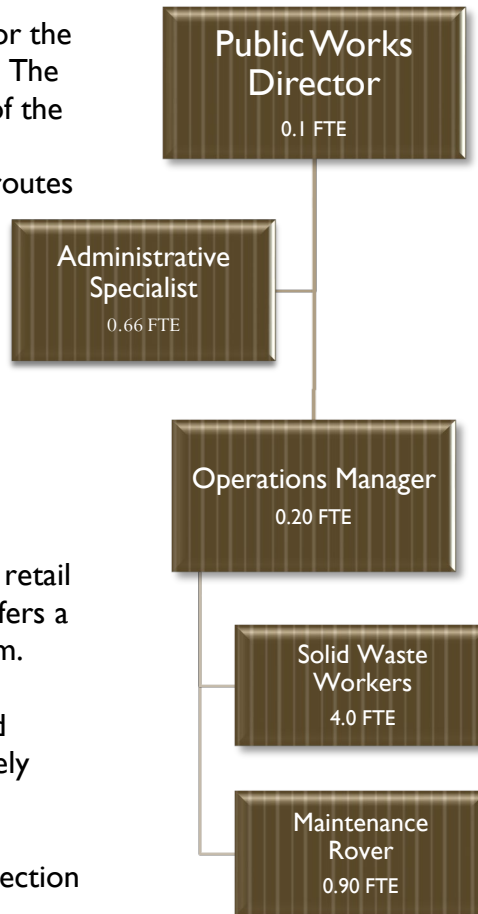 or the
The
of the
routes
Public Works
Director
0.1 FTE
Administrative
Specialist
0.66 FTE
Operations Manager
0.20 FTE
retail
fers a
m.
Solid Waste
Workers
4.0 FTE
d
ely
Maintenance
Rover
0.90 FTE
ection